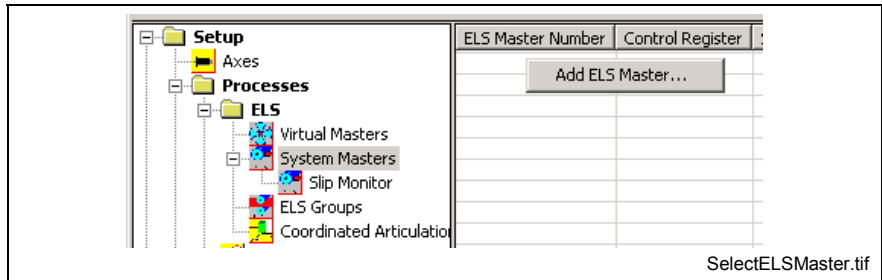 Setup
ELS Master Number
Control Register
Axes
Add ELS Master...
Processes
ELS
Virtual Masters
System Masters
Slip Monitor
ELS Groups
Coordinated Articulation
SelectELSMaster.tif